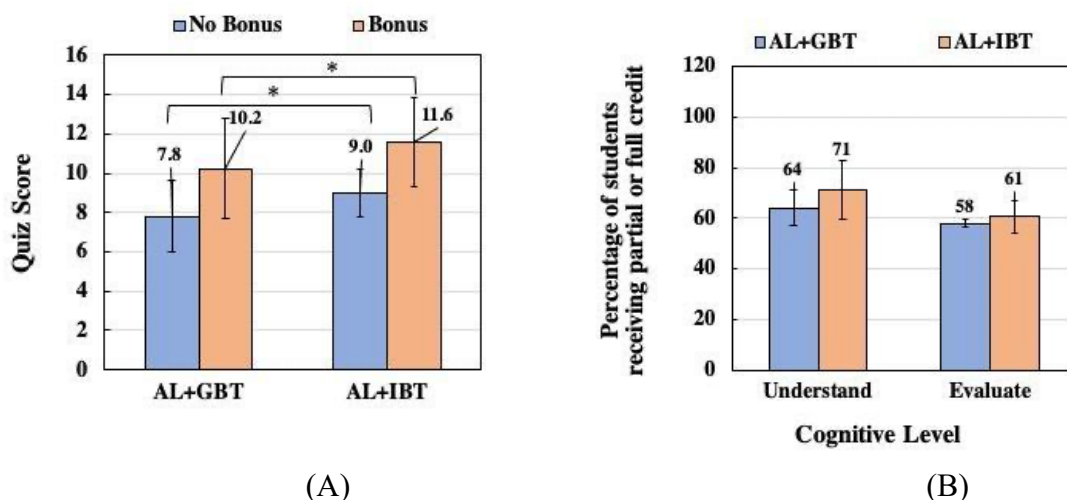 No Bonus Bonus
16
14
12
10
8
6
4
2
0
Quiz Score
*
*
7.8
10.2
9.0
11.6
AL+GBT AL+IBT
(A)
AL+GBT AL+IBT
120
100
80
60
40
20
0
Percentage of students
receiving partial or full credit
64
71
58
61
Understand Evaluate
Cognitive Level
(B)